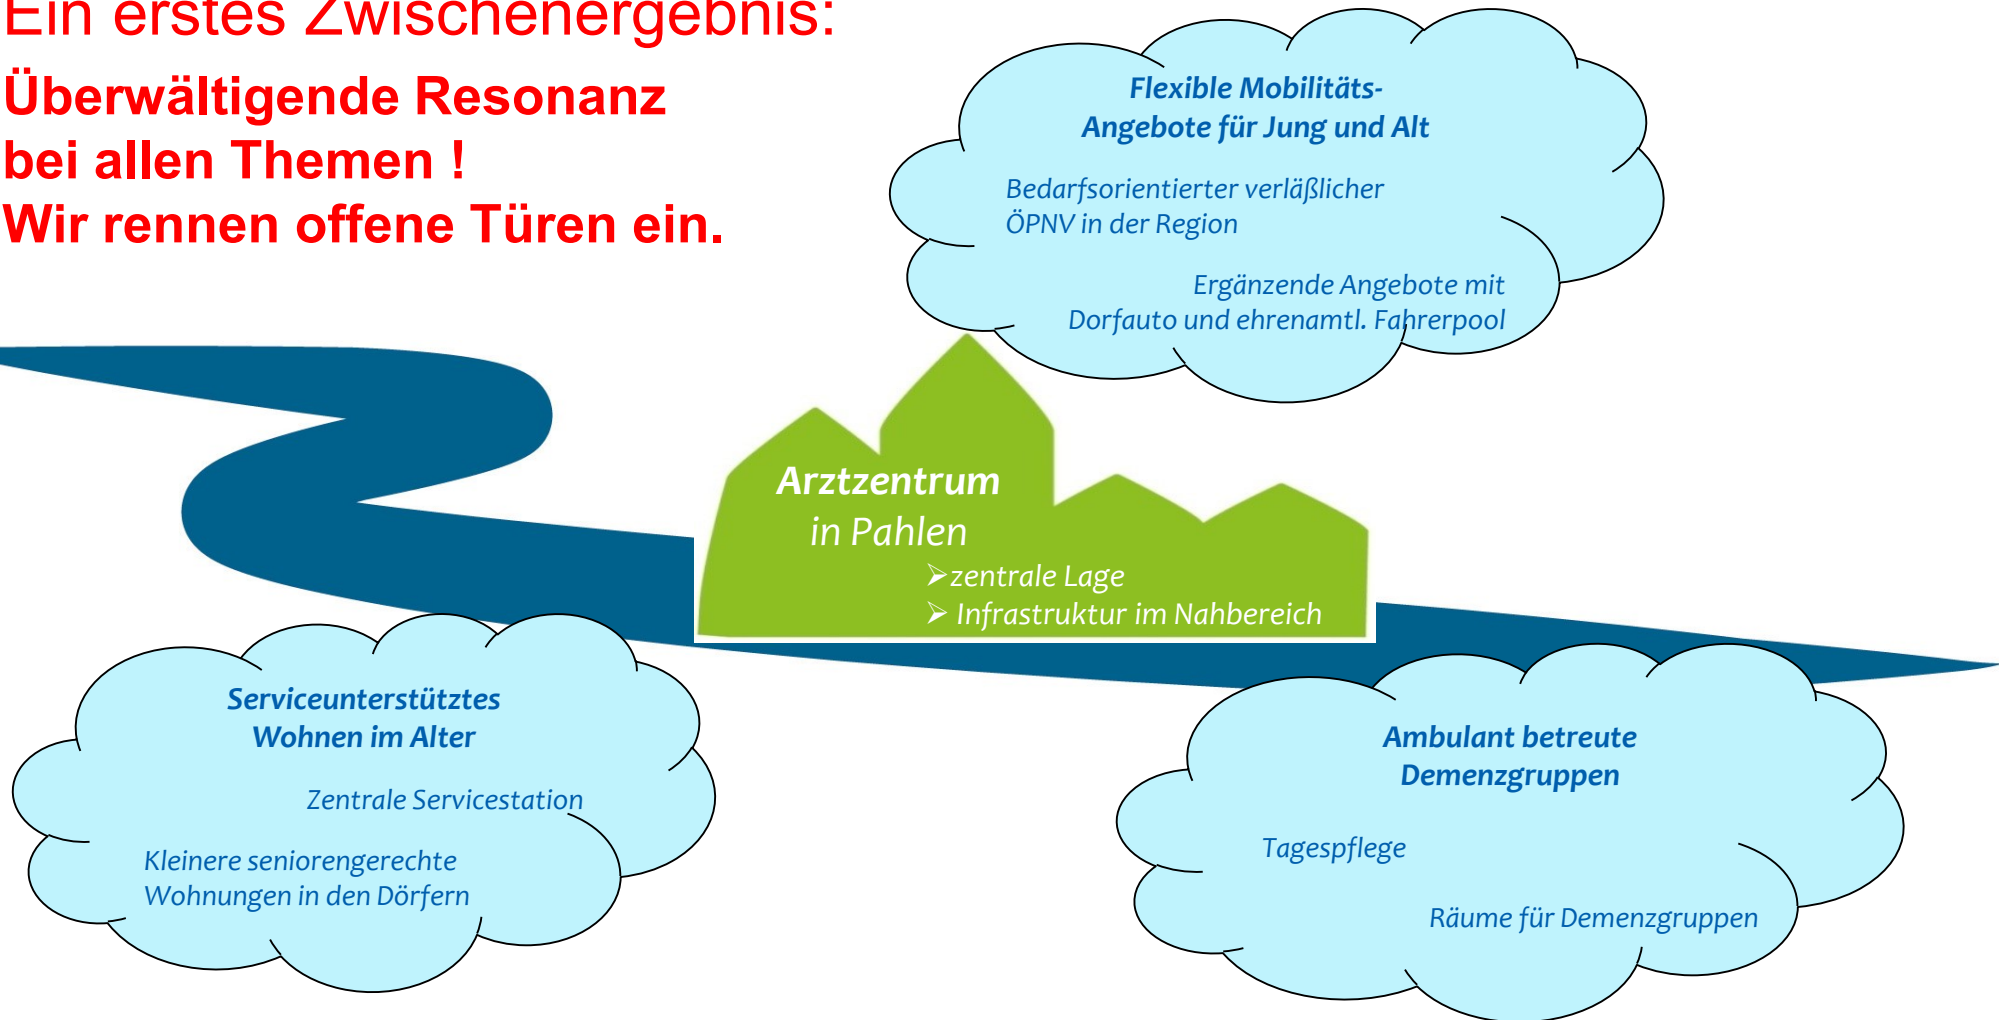 Ein erstes Zwischenergebnis:
Überwältigende Resonanz
bei allen Themen !
Wir rennen offene Türen ein.
Flexible Mobilitäts-
Angebote für Jung und Alt
Bedarfsorientierter verläßlicher
ÖPNV in der Region
Ergänzende Angebote mit
Dorfauto und ehrenamtl. Fahrerpool
Arztzentrum
in Pahlen
➢zentrale Lage
➢ Infrastruktur im Nahbereich
Serviceunterstütztes
Wohnen im Alter
Zentrale Servicestation
Kleinere seniorengerechte
Wohnungen in den Dörfern
Ambulant betreute
Demenzgruppen
Tagespflege
Räume für Demenzgruppen